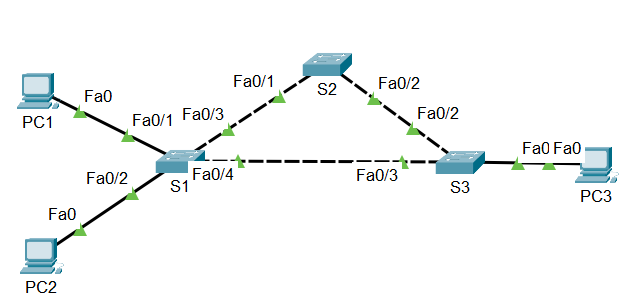 S2
Fa0/1
Fa0/2
Fa0
PC1
Fa0/1
Fa0/3
Fa0/2
Fa0 Fa0
Fa0/2
S1
Fa0/4
Fa0/3
S3
PC3
Fa0
PC2